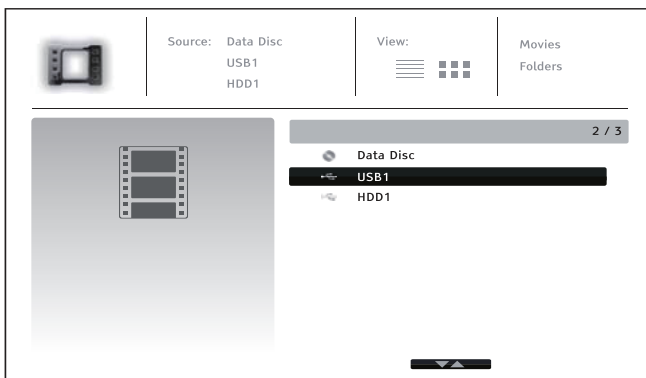 Source: Data Disc
USB1
HDD1
View:
Movies
Folders
2 / 3
Data Disc
USB1
HDD1